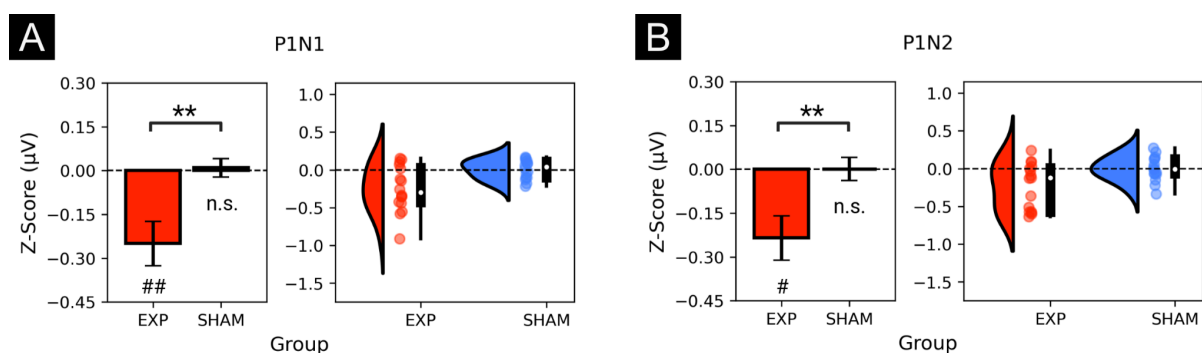 A
P1N1
Z-Score (μV)
0.30
0.15
0.00
−0.15
−0.30
−0.45
**
n.s.
##
EXP
SHAM
1.0
0.5
0.0
−0.5
−1.0
−1.5
EXP
SHAM
Group
B
P1N2
Z-Score (μV)
0.30
0.15
0.00
−0.15
−0.30
−0.45
**
n.s.
#
EXP
SHAM
1.0
0.5
0.0
−0.5
−1.0
−1.5
EXP
SHAM
Group